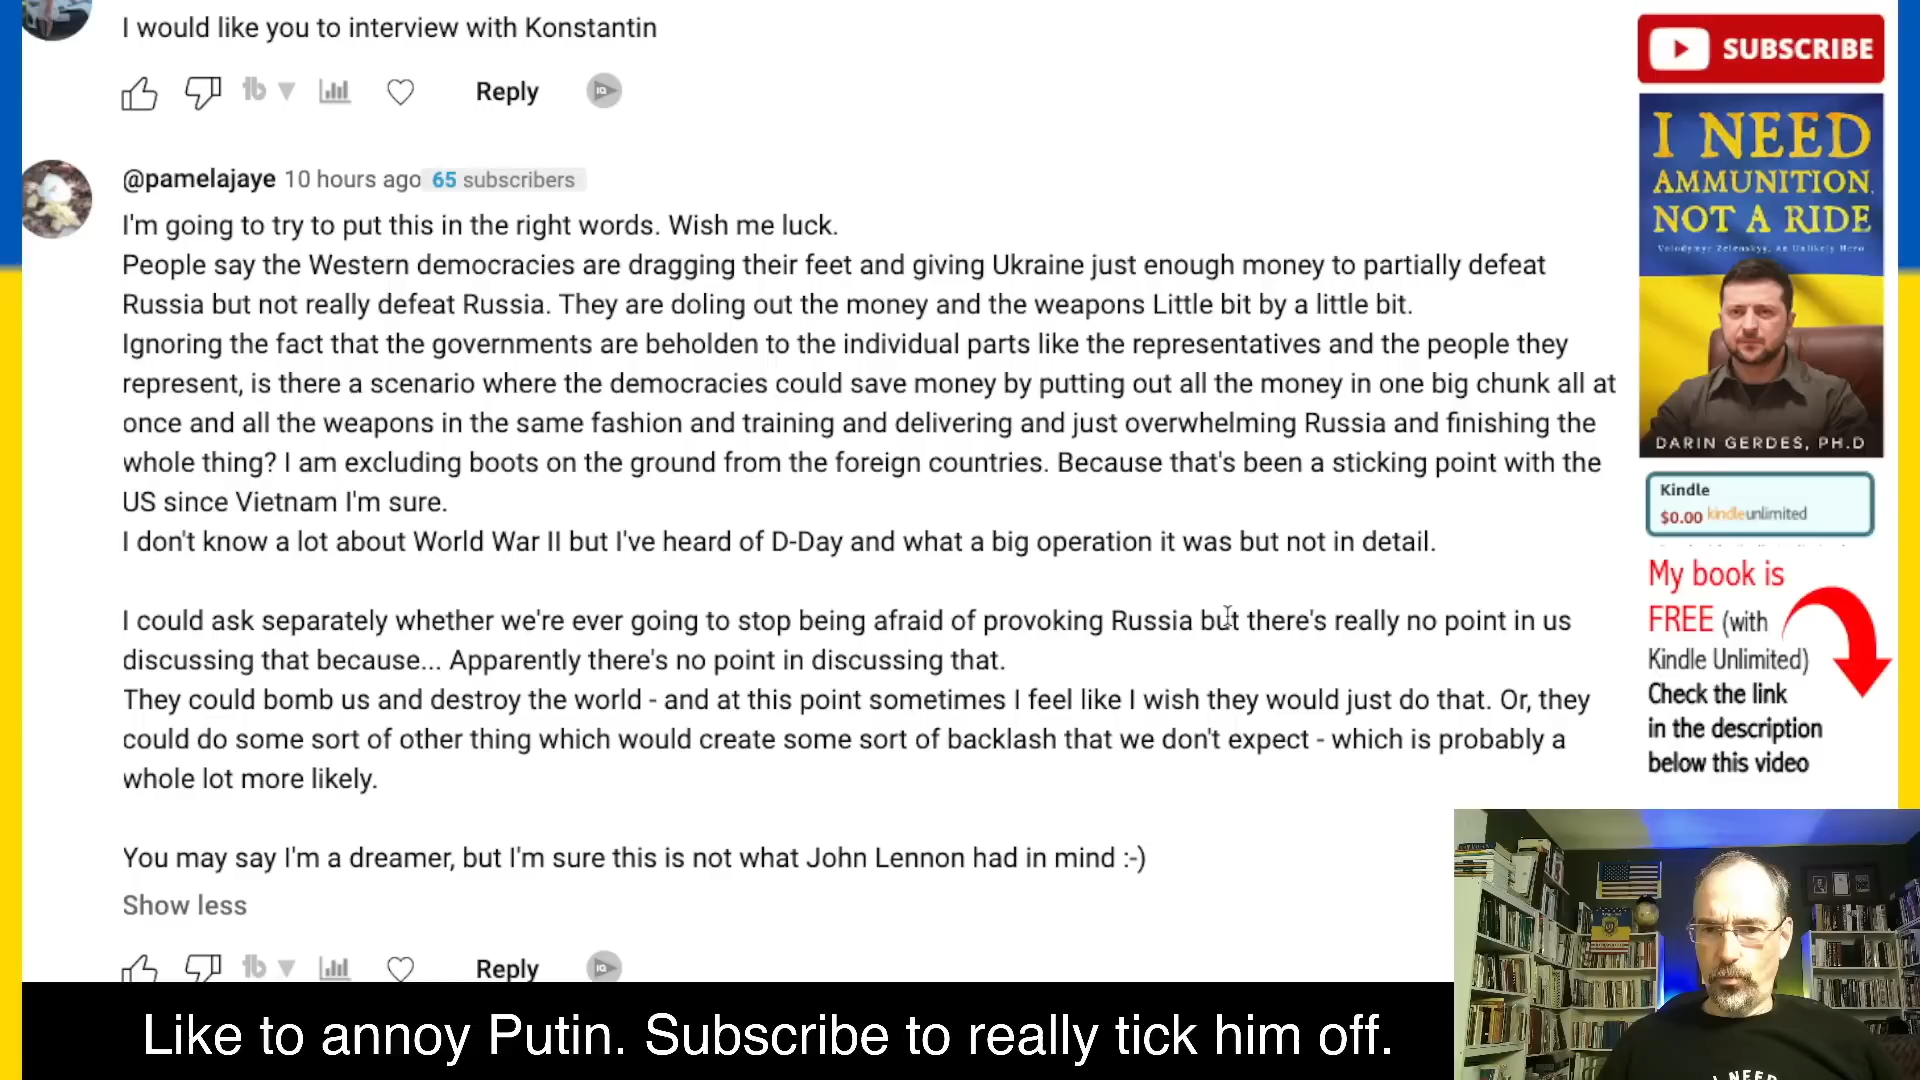 I would like you to interview with Konstantin
Reply
@pamelajaye 10 hours ago 65 subscribers
I'm going to try to put this in the right words. Wish me luck.
People say the Western democracies are dragging their feet and giving Ukraine just enough money to partially defeat
Russia but not really defeat Russia. They are doling out the money and the weapons Little bit by a little bit.
Ignoring the fact that the governments are beholden to the individual parts like the representatives and the people they
represent, is there a scenario where the democracies could save money by putting out all the money in one big chunk all at
once and all the weapons in the same fashion and training and delivering and just overwhelming Russia and finishing the
whole thing? I am excluding boots on the ground from the foreign countries. Because that's been a sticking point with the
US since Vietnam I'm sure.
I don't know a lot about World War II but I've heard of D-Day and what a big operation it was but not in detail.
I could ask separately whether we're ever going to stop being afraid of provoking Russia but there's really no point in us
discussing that because... Apparently there's no point in discussing that.
They could bomb us and destroy the world - and at this point sometimes I feel like I wish they would just do that. Or, they
could do some sort of other thing which would create some sort of backlash that we don't expect - which is probably a
whole lot more likely.
You may say I'm a dreamer, but I'm sure this is not what John Lennon had in mind :-)
Show less
Reply
Like to annoy Putin. Subscribe to really tick him off.
SUBSCRIBE
I NEED
AMMUNITION,
NOT A RIDE
Volodymyr Zelenskyy, An Unlikely Hero
DARIN GERDES, PH.D
Kindle
$0.00 kindleunlimited
My book is
FREE (with
Kindle Unlimited)
Check the link
in the description
below this video
I NEED